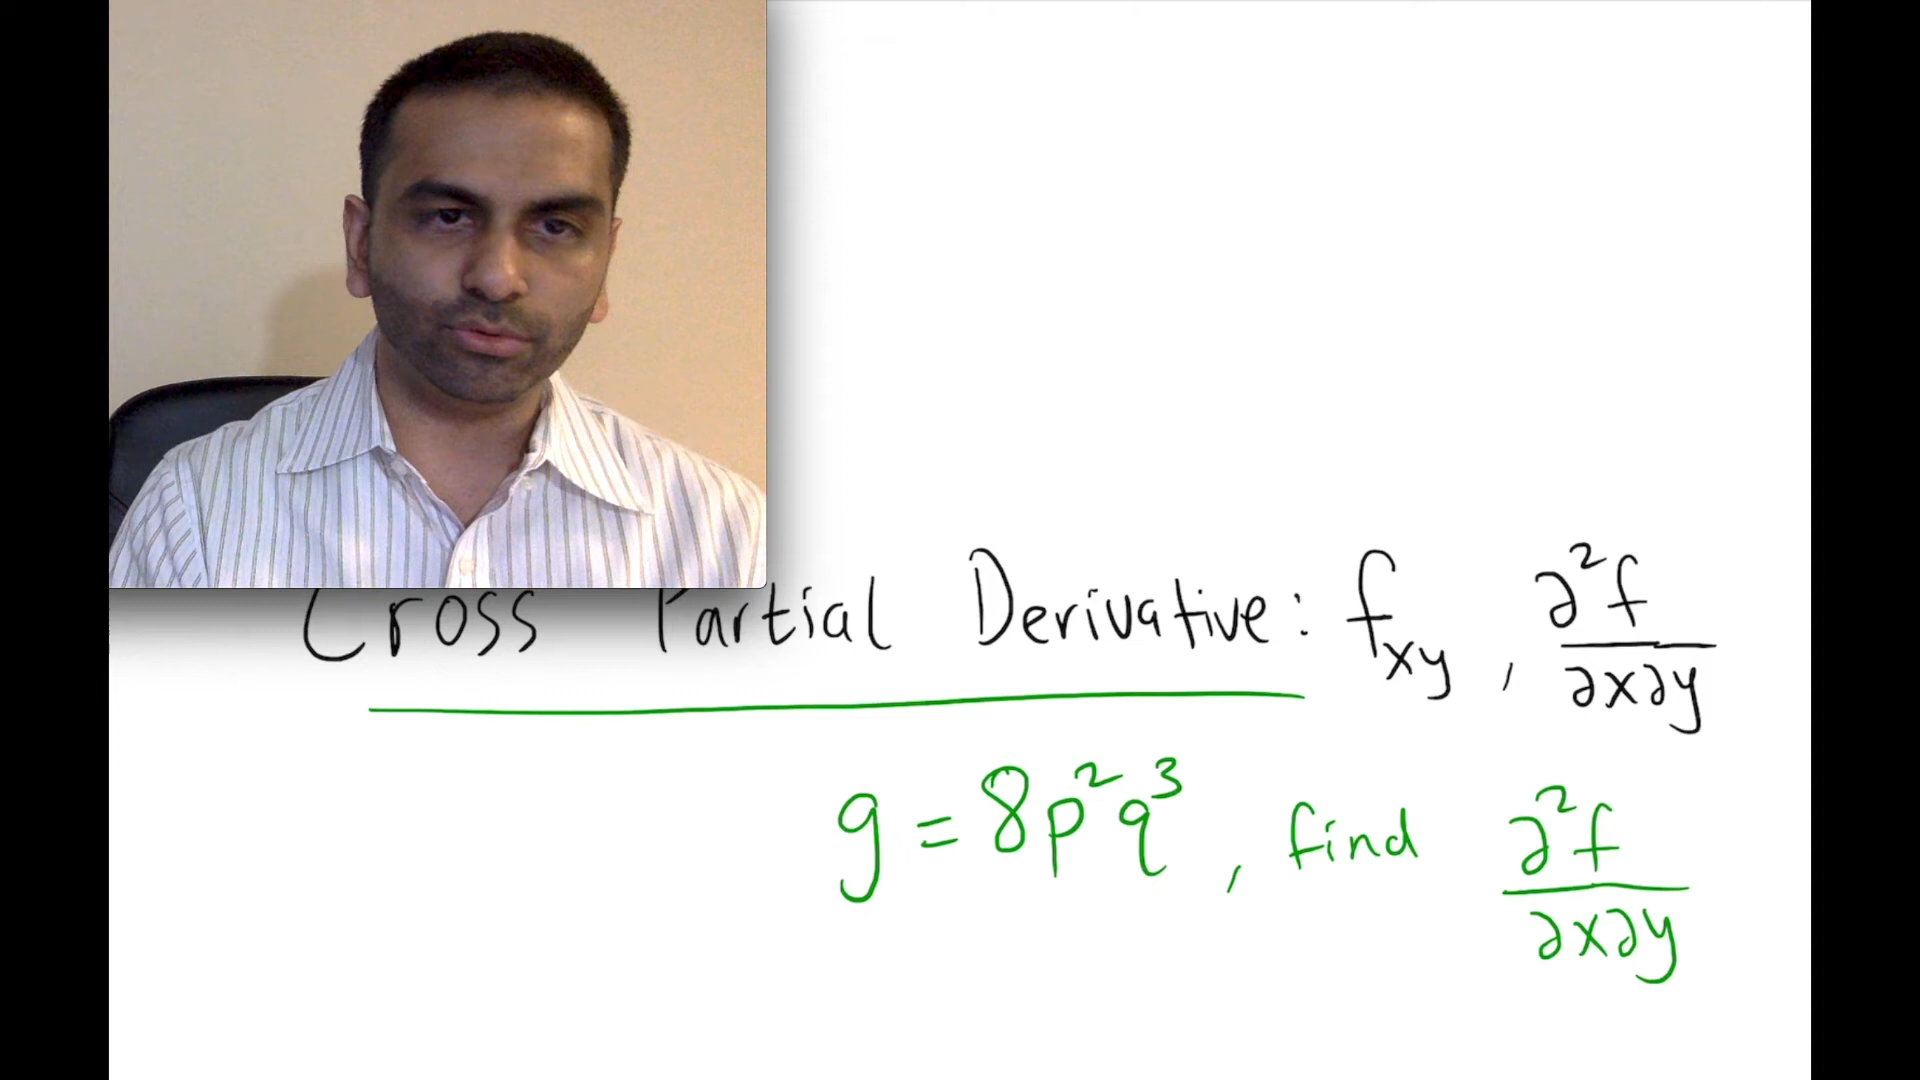 Cross Partial Derivative: f_xy, ∂²f/∂x∂y
g = 8p²q³, find ∂²f/∂x∂y